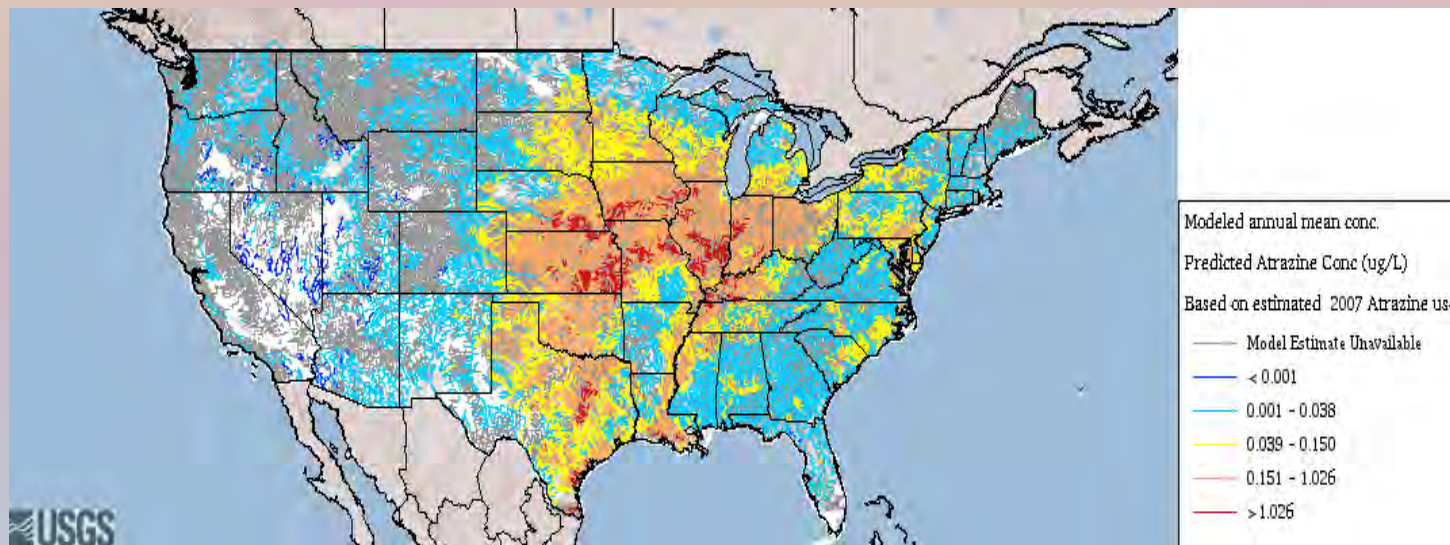 Modeled annual mean conc.
Predicted Atrazine Conc (ug/L)
Based on estimated 2007 Atrazine us
Model Estimate Unavailable
< 0.001
0.001 - 0.038
0.039 - 0.150
0.151 - 1.026
>1.026
USGS